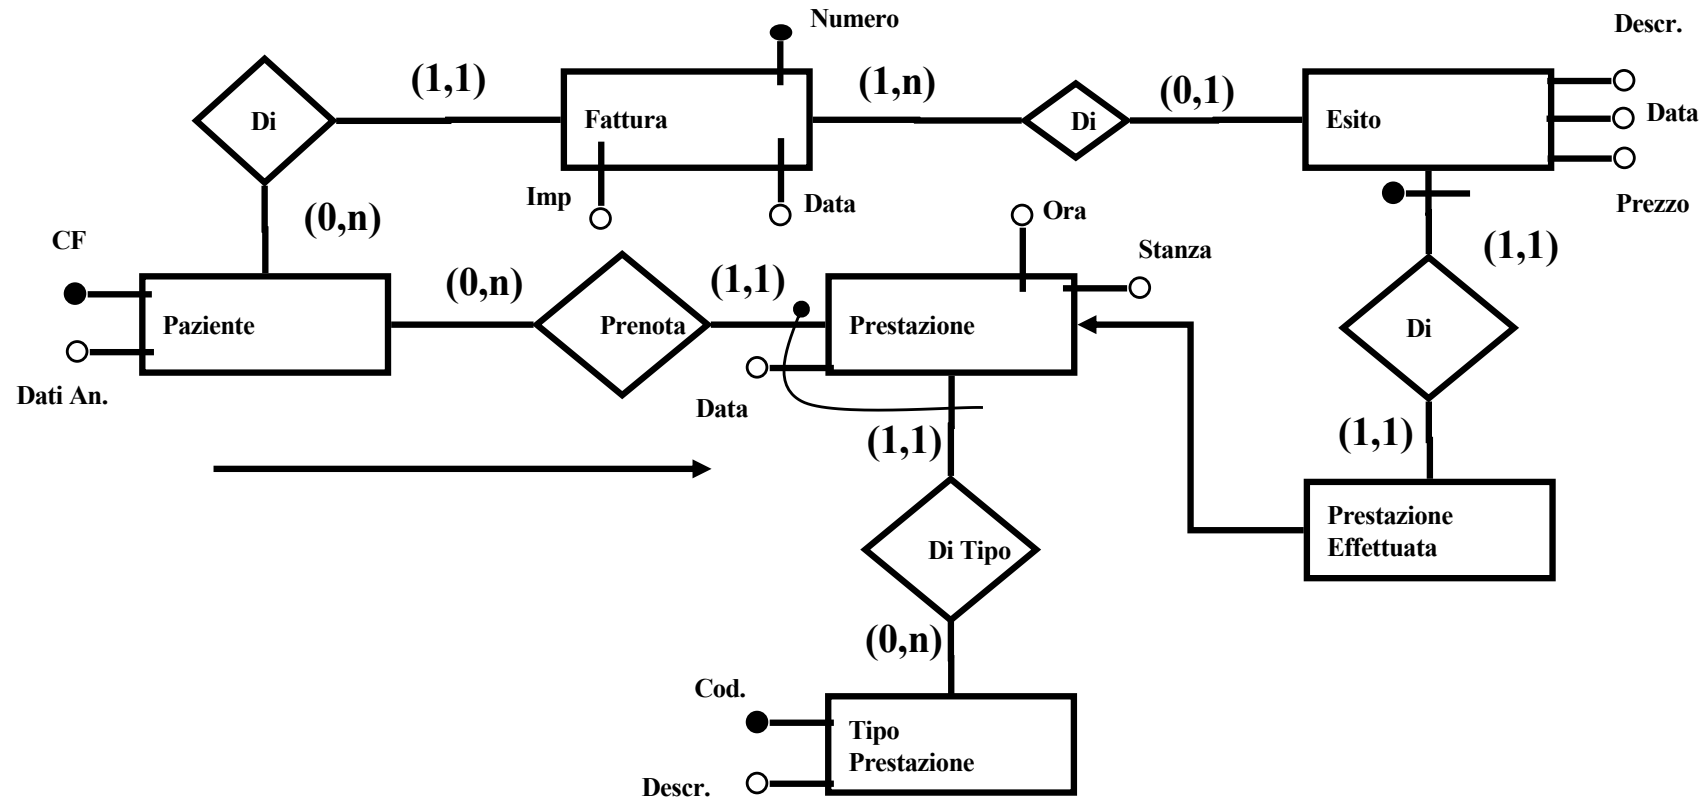 Numero
Descr.
(1,1)
(1,n)
(0,1)
Di
Fattura
Di
Esito
Data
Imp
Data
Prezzo
(0,n)
Ora
CF
Stanza
(1,1)
(0,n)
(1,1)
Paziente
Prenota
Prestazione
Di
Dati An.
Data
(1,1)
(1,1)
Prestazione
Effettuata
Di Tipo
(0,n)
Cod.
Tipo
Prestazione
Descr.